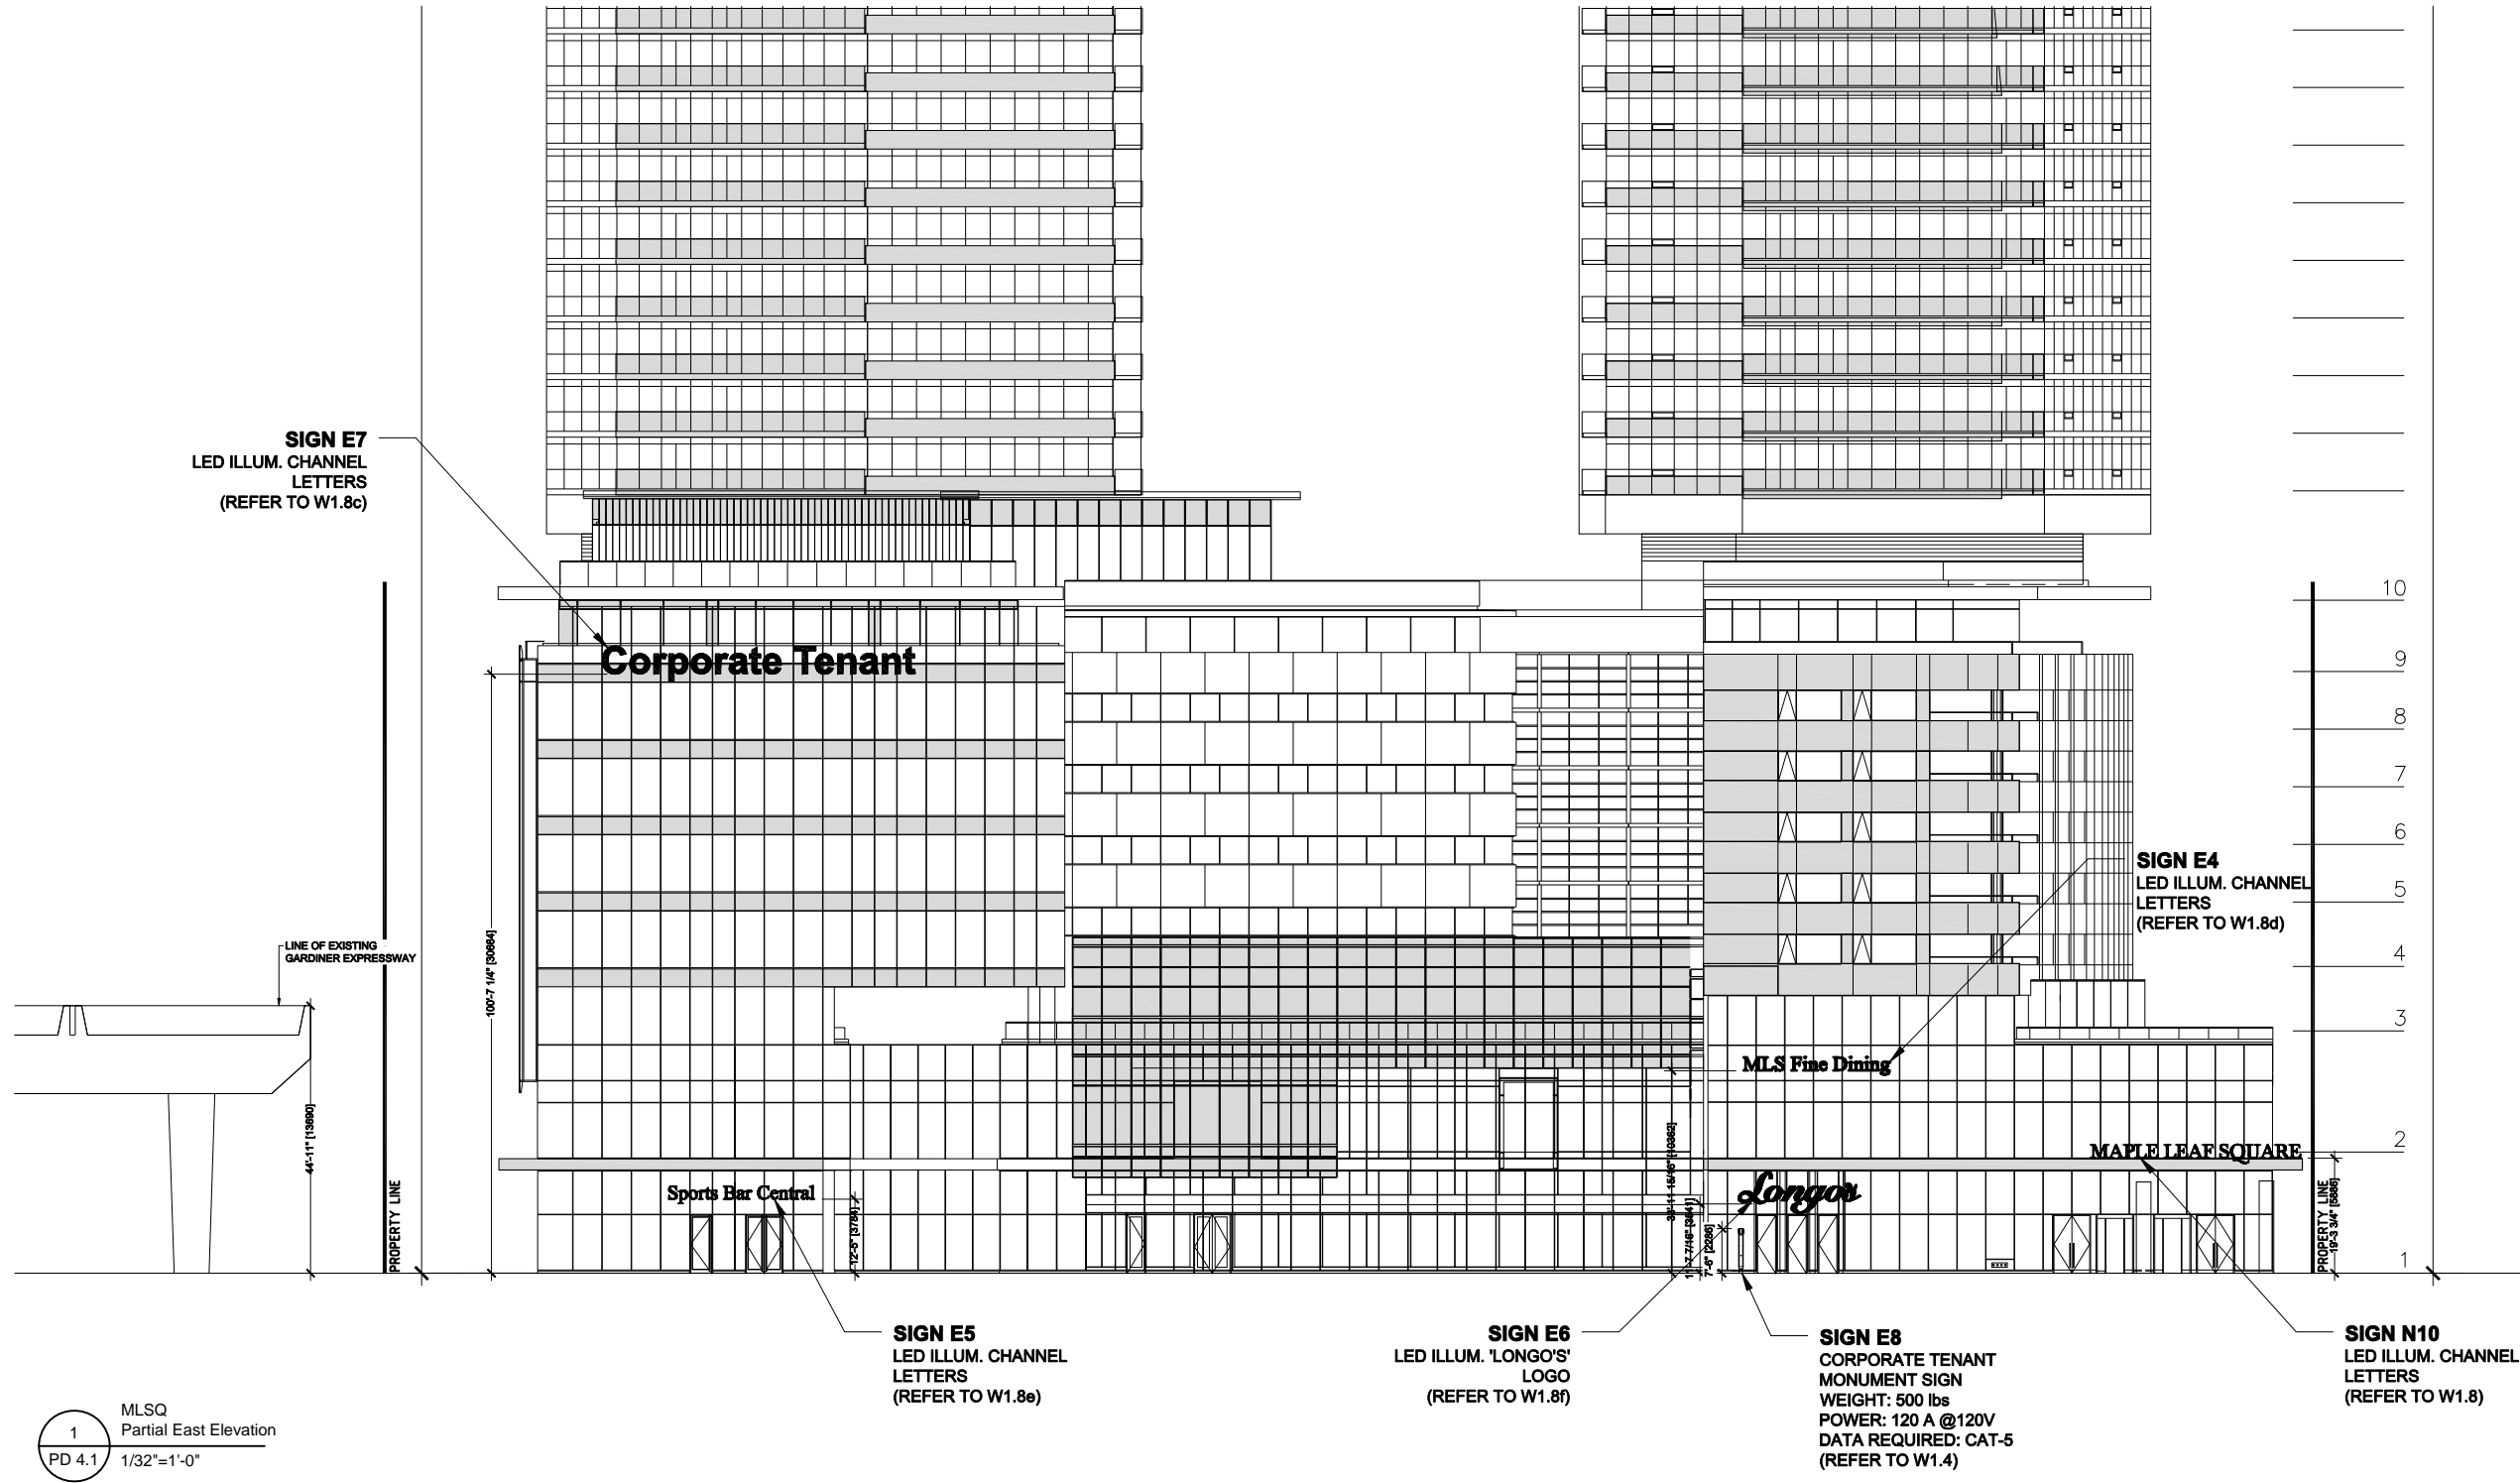 SIGN E7
LED ILLUM. CHANNEL
LETTERS
(REFER TO W1.8c)
10
Corporate Tenant
9
8
7
6
SIGN E4
LED ILLUM. CHANNEL
LETTERS
(REFER TO W1.8d)
5
LINE OF EXISTING
GARDINER EXPRESSWAY
4
100'-7 1/4" [30664]
3
MLS Fine Dining
44'-11" [13690]
2
MAPLE LEAF SQUARE
Sports Bar Central
Longo's
PROPERTY LINE
12'-5" [3784]
7'-6" [2286]
PROPERTY LINE
19'-3 3/4" [5886]
1
SIGN E5
LED ILLUM. CHANNEL
LETTERS
(REFER TO W1.8e)
SIGN E6
LED ILLUM. 'LONGO'S'
LOGO
(REFER TO W1.8f)
SIGN E8
CORPORATE TENANT
MONUMENT SIGN
WEIGHT: 500 lbs
POWER: 120 A @120V
DATA REQUIRED: CAT-5
(REFER TO W1.4)
SIGN N10
LED ILLUM. CHANNEL
LETTERS
(REFER TO W1.8)
1
PD 4.1
MLSQ
Partial East Elevation
1/32"=1'-0"